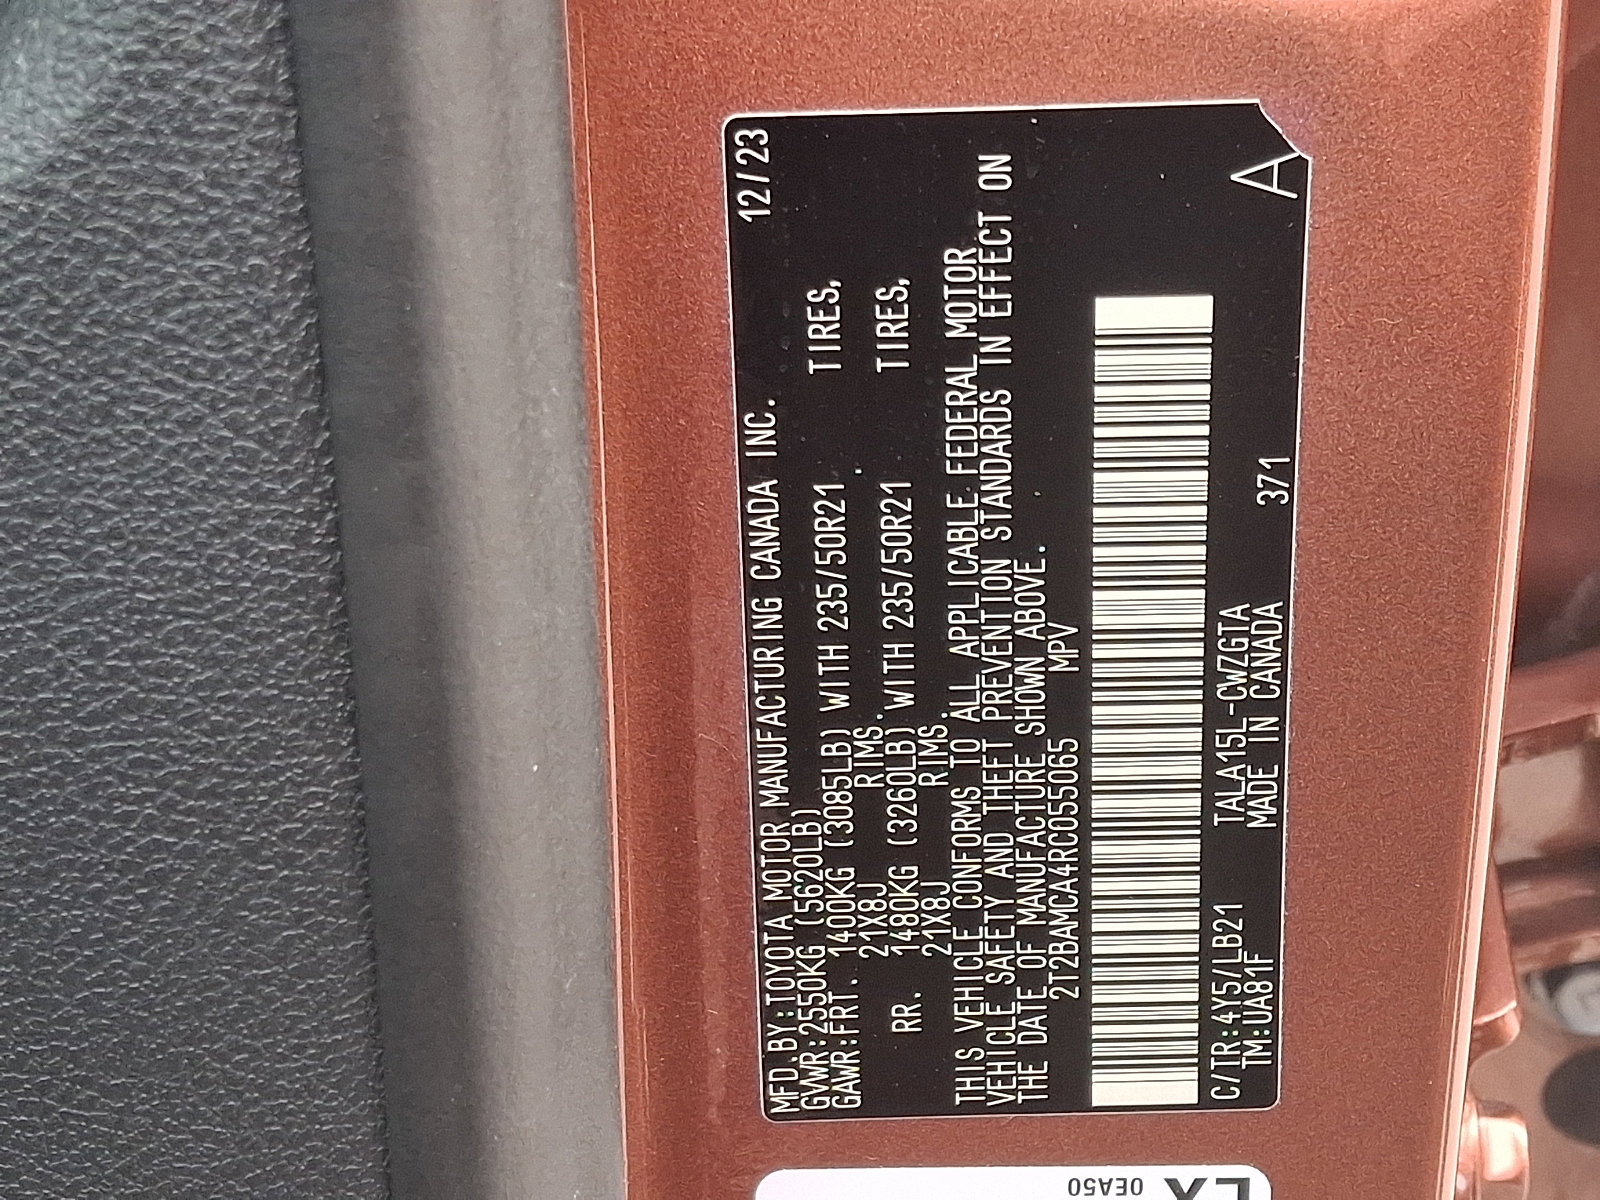 MFD.BY:TOYOTA MOTOR MANUFACTURING CANADA INC. 12/23
GVWR:2550KG (5620LB)
GAWR:FRT. 1400KG (3085LB) WITH 235/50R21 TIRES,
21X8J RIMS.
RR. 1480KG (3260LB) WITH 235/50R21 TIRES,
21X8J RIMS.
THIS VEHICLE CONFORMS TO ALL APPLICABLE FEDERAL MOTOR
VEHICLE SAFETY AND THEFT PREVENTION STANDARDS IN EFFECT ON
THE DATE OF MANUFACTURE SHOWN ABOVE.
2T2BAMCA4RC055065 MPV
C/TR:4Y5/LB21 TALA15L-CWZGTA
TM:UA81F MADE IN CANADA 371
A
0EA50